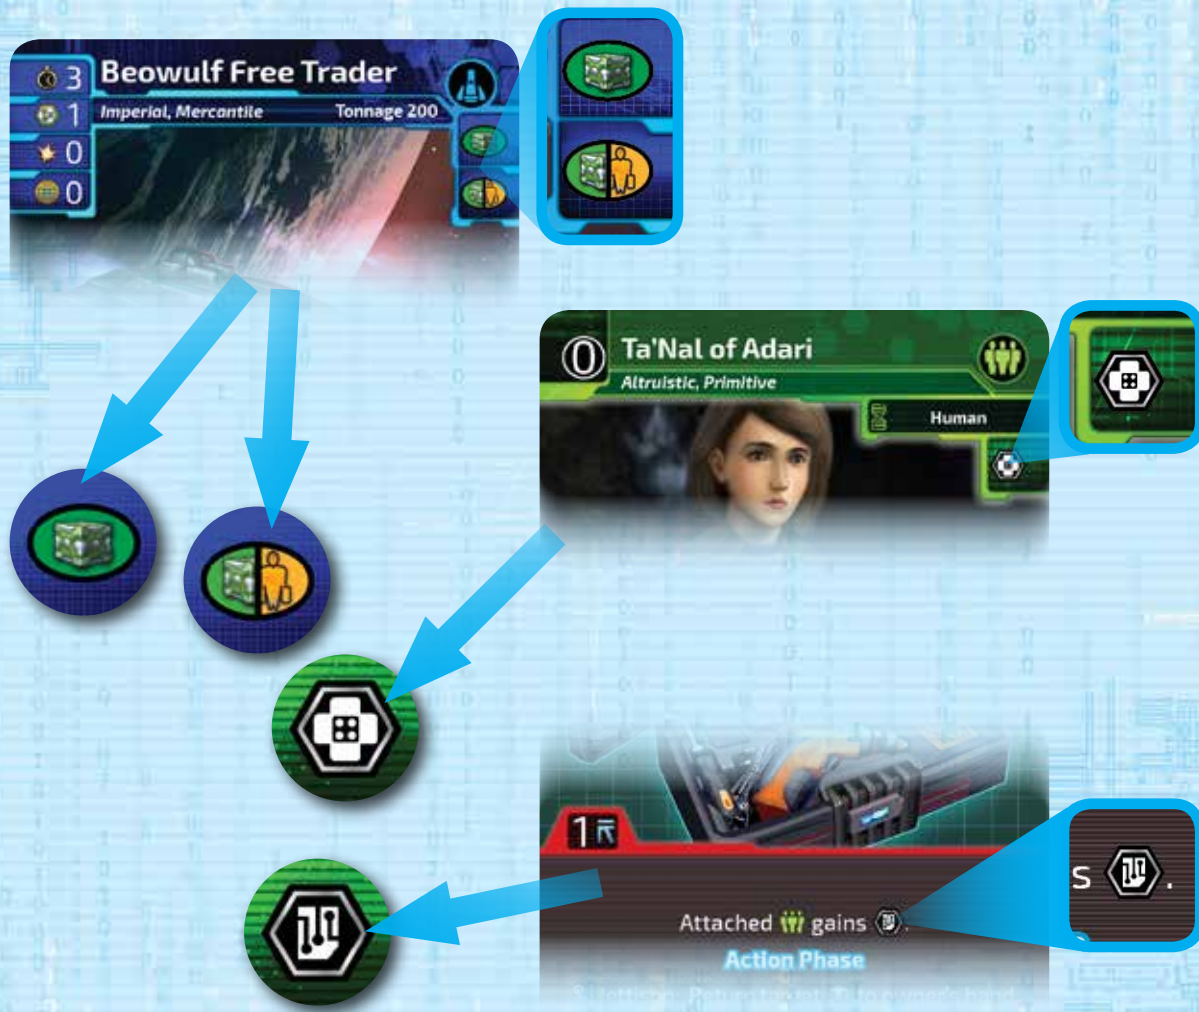 3
Beowulf Free Trader
1
Imperial, Mercantile Tonnage 200
0
0
0
Ta'Nal of Adari
Altruistic, Primitive
Human
1
s .
Attached gains .
Action Phase